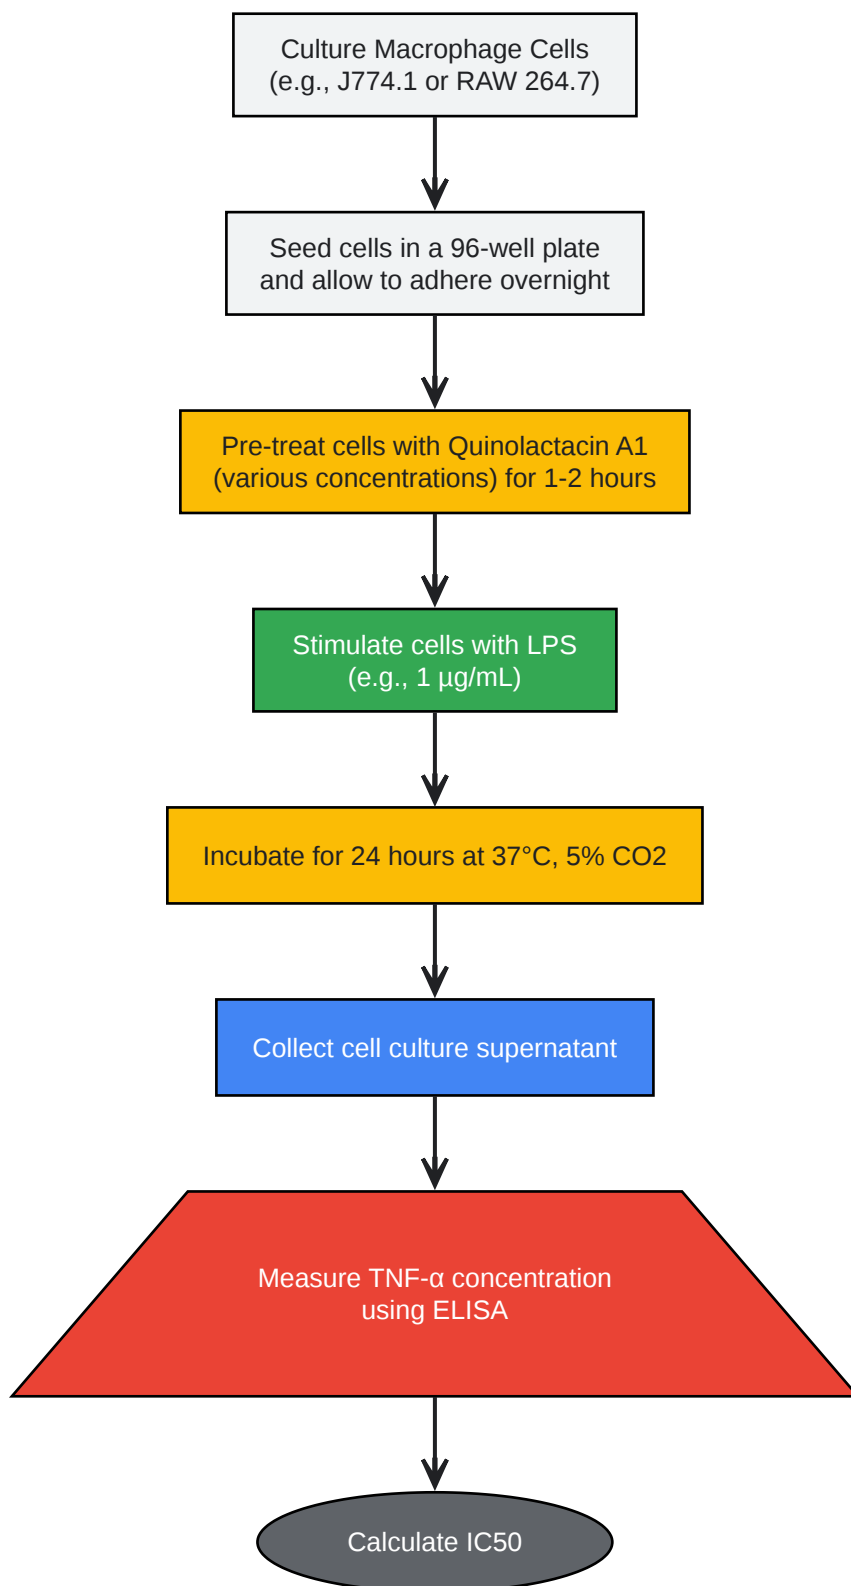 Culture Macrophage Cells
(e.g., J774.1 or RAW 264.7)
Seed cells in a 96-well plate
and allow to adhere overnight
Pre-treat cells with Quinolactacin A1
(various concentrations) for 1-2 hours
Stimulate cells with LPS
(e.g., 1 µg/mL)
Incubate for 24 hours at 37°C, 5% CO2
Collect cell culture supernatant
Measure TNF-α concentration
using ELISA
Calculate IC50